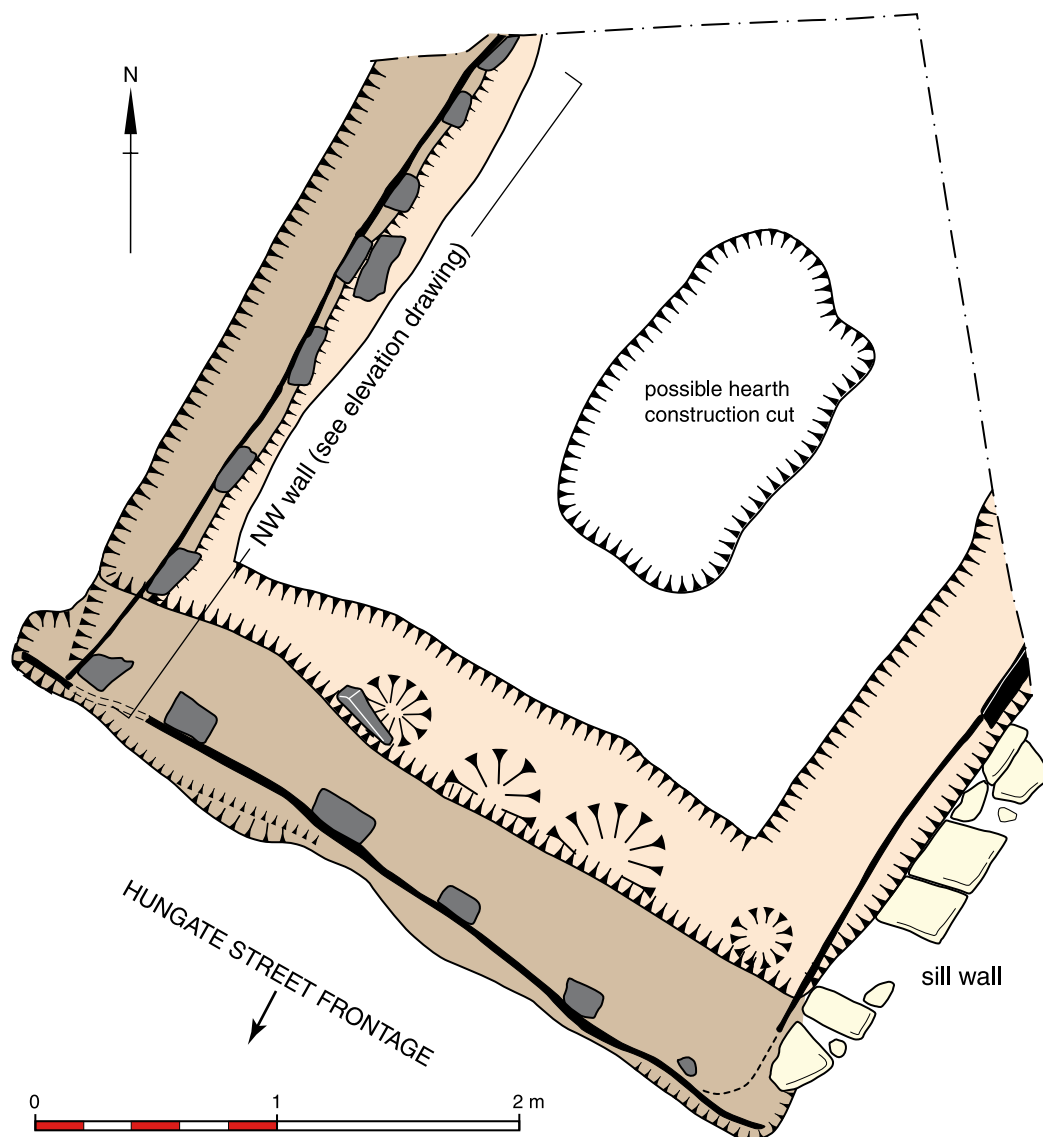 N
NW wall (see elevation drawing)
possible hearth
construction cut
sill wall
HUNGATE STREET FRONTAGE
0
1
2 m